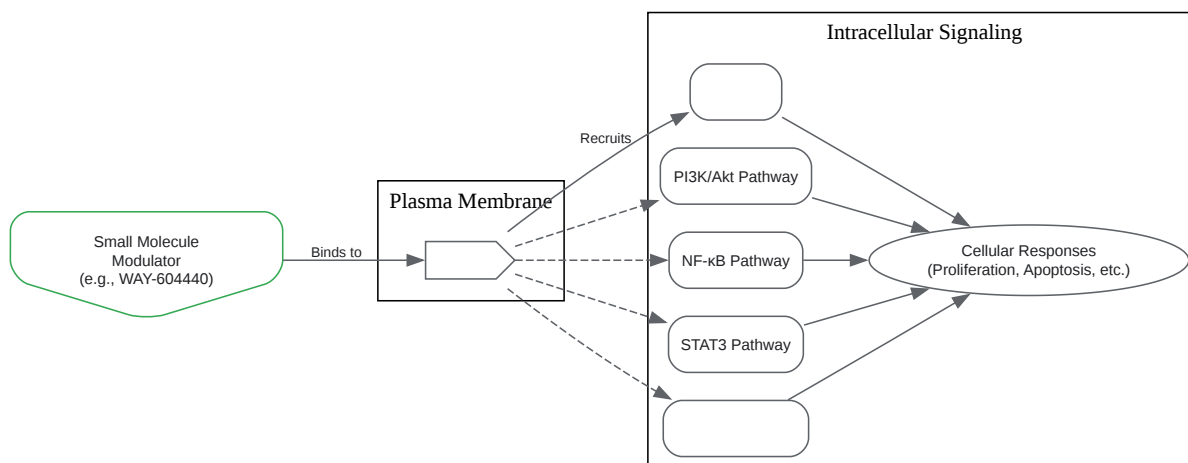 Intracellular Signaling
Recruits
PI3K/Akt Pathway
Plasma Membrane
Small Molecule
Modulator
(e.g., WAY-604440)
Binds to
NF-κB Pathway
Cellular Responses
(Proliferation, Apoptosis, etc.)
STAT3 Pathway